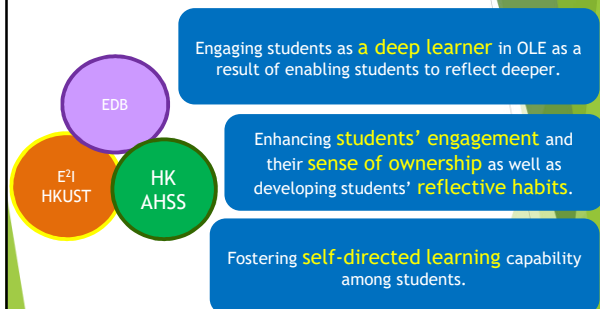 Engaging students as a deep learner in OLE as a
result of enabling students to reflect deeper.
EDB
Enhancing students’ engagement and
their sense of ownership as well as
developing students’ reflective habits.
E²I
HKUST
HK
AHSS
Fostering self-directed learning capability
among students.